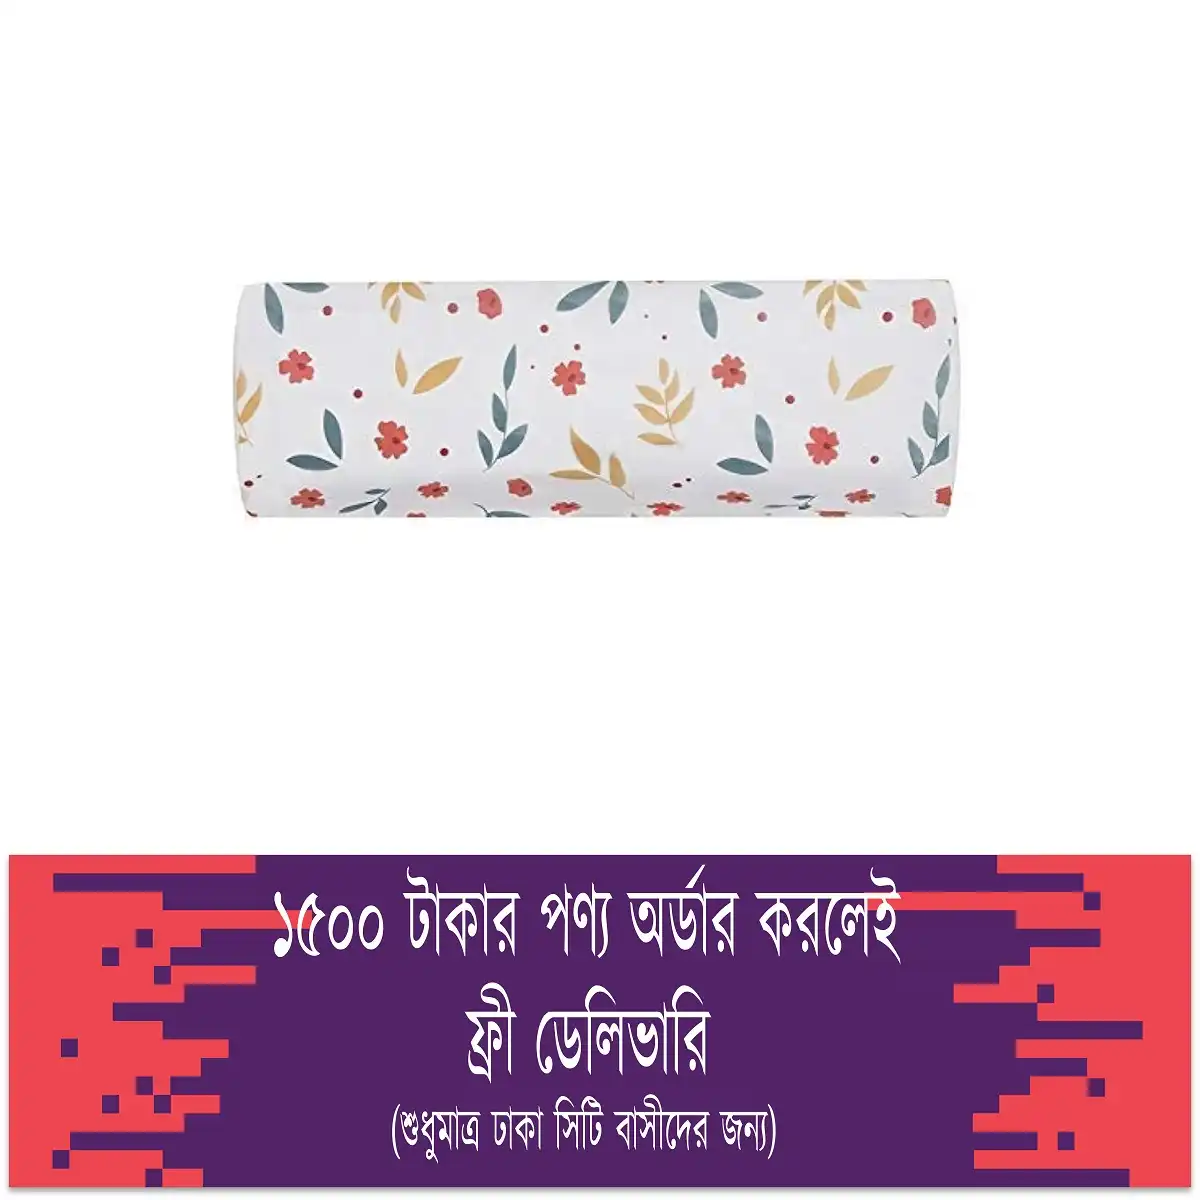 ১৫০০ টাকার পণ্য অর্ডার করলেই
ফ্রী ডেলিভারি
(শুধুমাত্র ঢাকা সিটি বাসীদের জন্য)